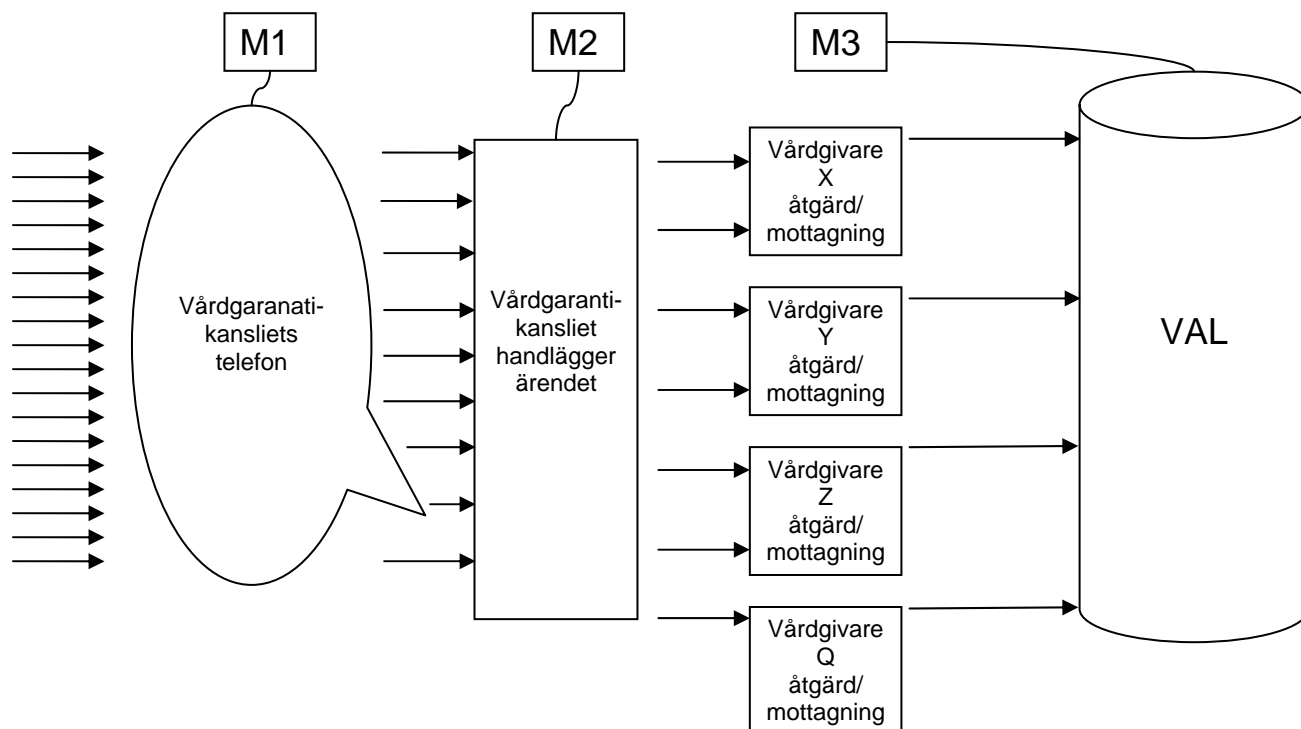 M1
M2
M3
Vårdgaranati-
kansliets
telefon
Vårdgaranti-
kansliet
handlägger
ärendet
Vårdgivare
X
åtgärd/
mottagning
Vårdgivare
Y
åtgärd/
mottagning
Vårdgivare
Z
åtgärd/
mottagning
Vårdgivare
Q
åtgärd/
mottagning
VAL